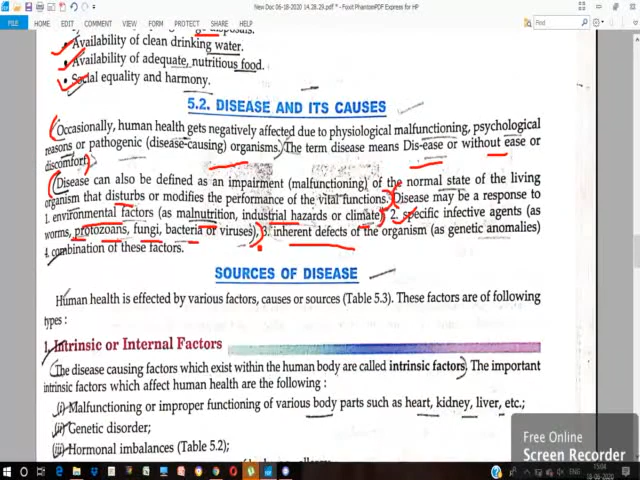 New Doc 06-18-2020 14.28.29.pdf * - Foxit PhantomPDF Express for HP
FILE HOME COMMENT VIEW PROTECT SHARE HELP
Find
• Availability of clean drinking water.
• Availability of adequate, nutritious food.
• Social equality and harmony.
5.2. DISEASE AND ITS CAUSES
Occasionally, human health gets negatively affected due to physiological malfunctioning, psychological
reasons or pathogenic (disease-causing) organisms. The term disease means Dis-ease or without ease or
discomfort.
Disease can also be defined as an impairment (malfunctioning) of the normal state of the living
organism that disturbs or modifies the performance of the vital functions. Disease may be a response to
1. environmental factors (as malnutrition, industrial hazards or climate) 2. specific infective agents (as
worms, protozoans, fungi, bacteria or viruses), 3. inherent defects of the organism (as genetic anomalies)
4. combination of these factors.
SOURCES OF DISEASE
Human health is effected by various factors, causes or sources (Table 5.3). These factors are of following
types :
1. Intrinsic or Internal Factors
The disease causing factors which exist within the human body are called intrinsic factors. The important
intrinsic factors which affect human health are the following :
(i) Malfunctioning or improper functioning of various body parts such as heart, kidney, liver, etc.;
(ii) Genetic disorder;
(iii) Hormonal imbalances (Table 5.2);
Free Online
Screen Recorder
15:04
18-06-2020